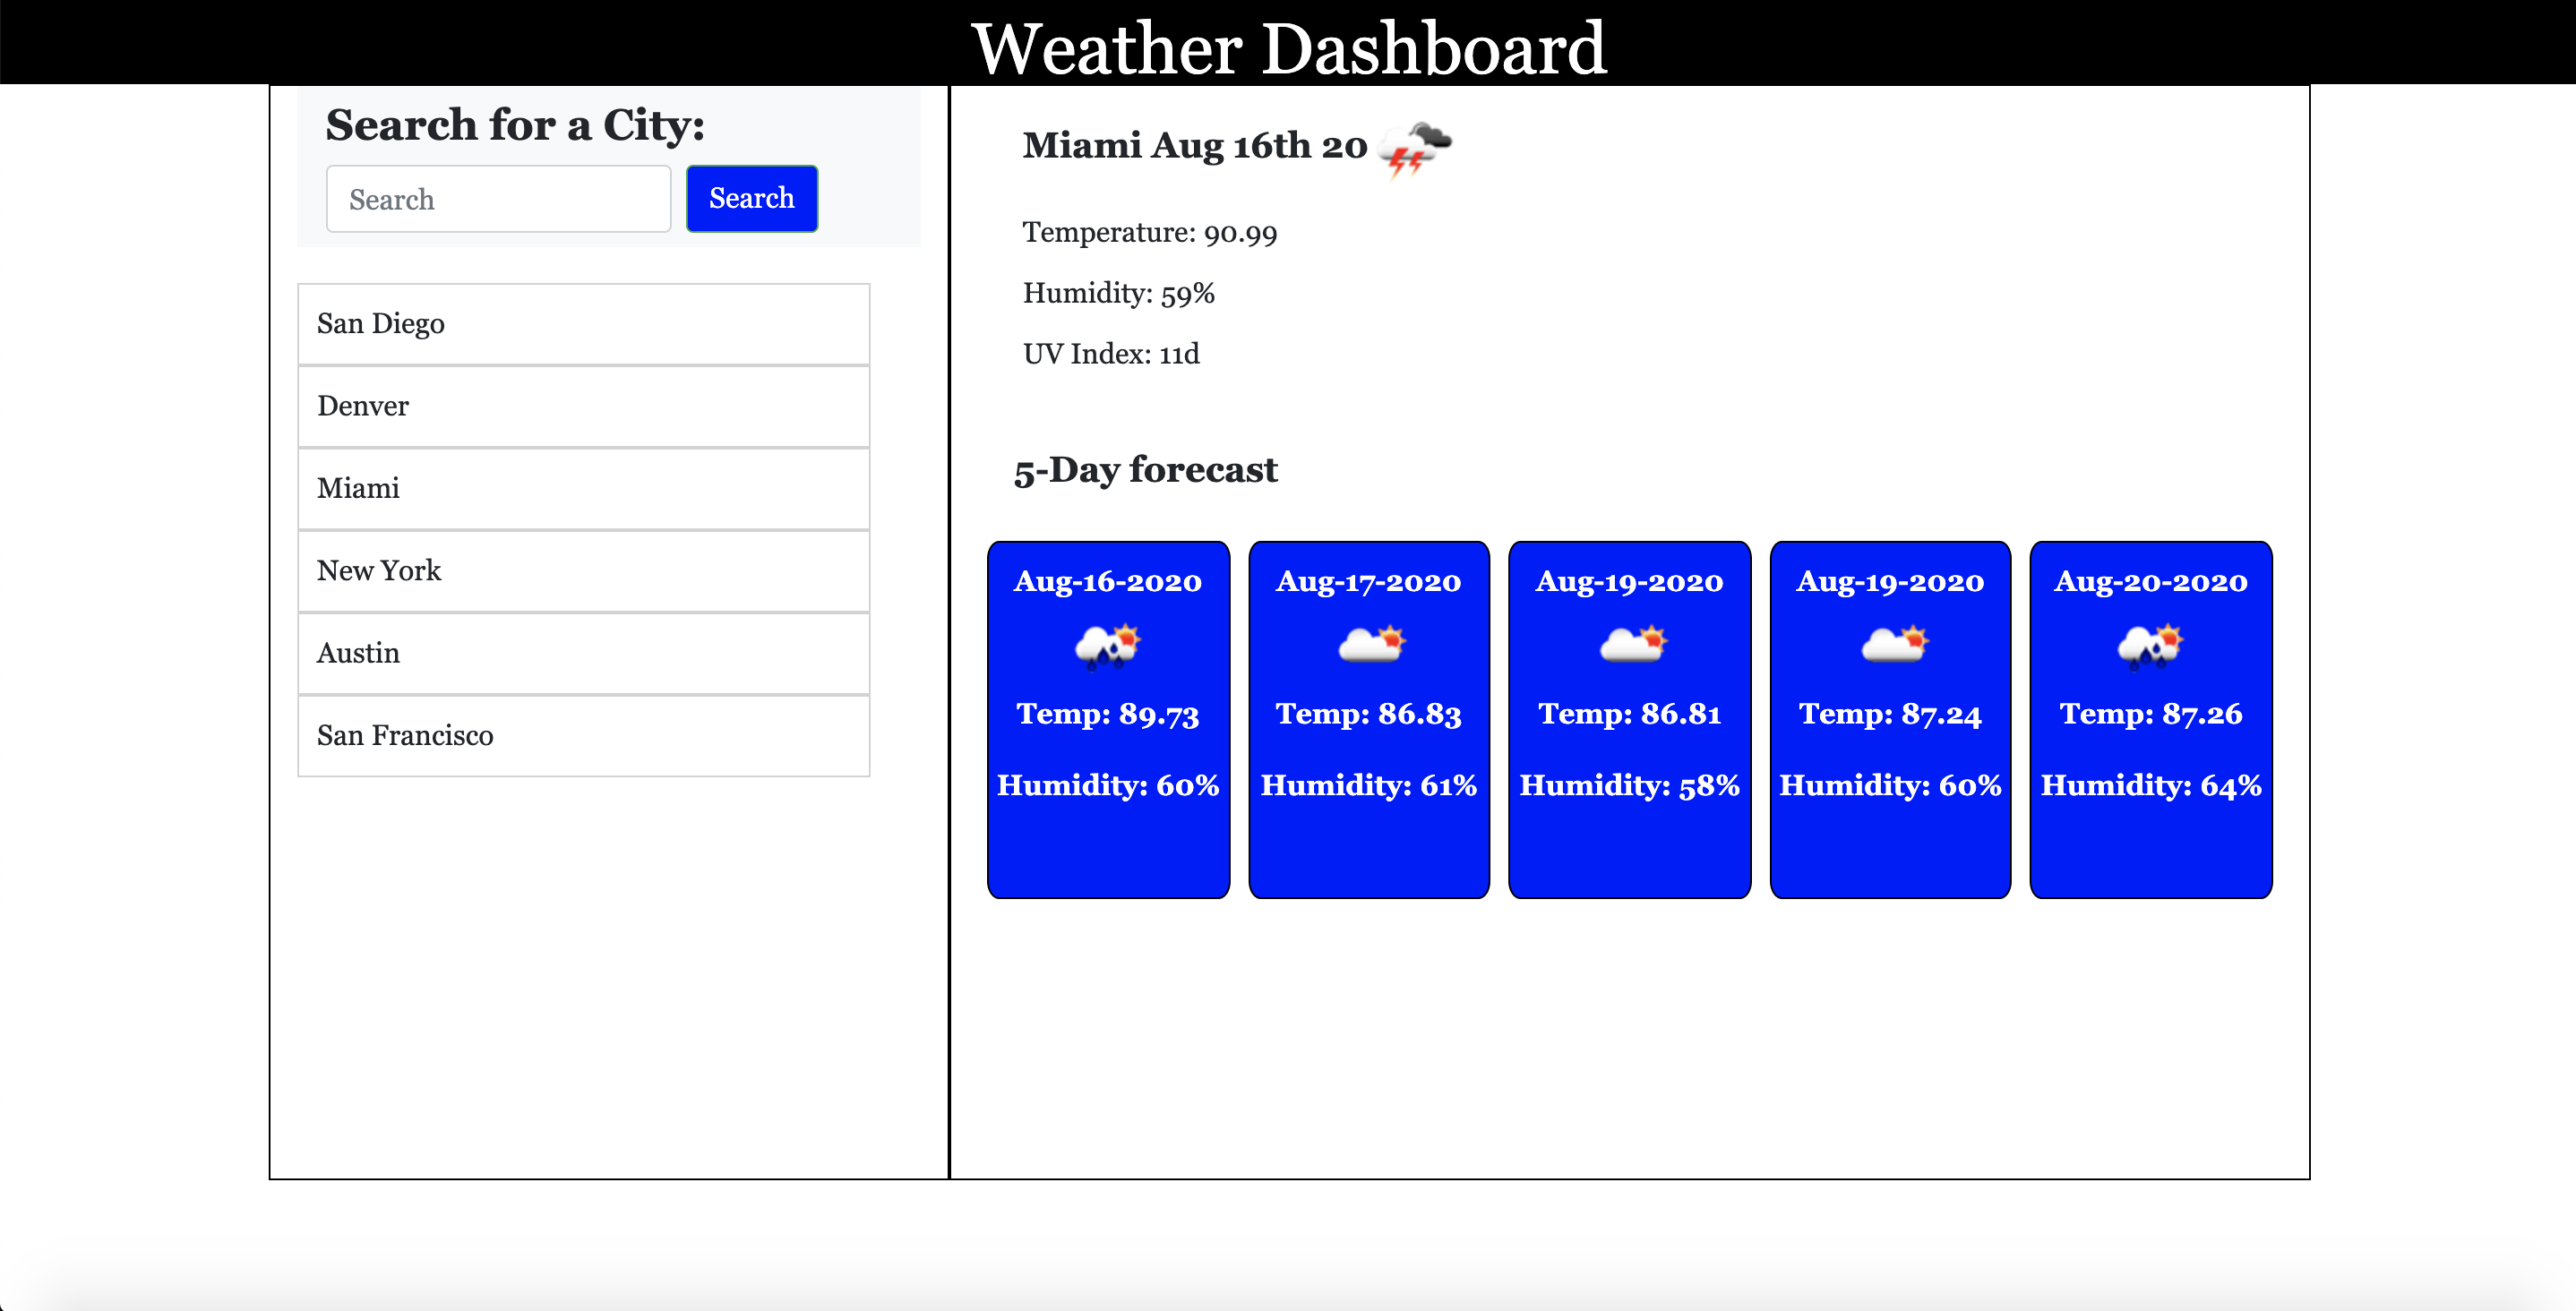 Weather Dashboard
Search for a City:
Search
Search
San Diego
Denver
Miami
New York
Austin
San Francisco
Miami Aug 16th 20
Temperature: 90.99
Humidity: 59%
UV Index: 11d
5-Day forecast
Aug-16-2020
Temp: 89.73
Humidity: 60%
Aug-17-2020
Temp: 86.83
Humidity: 61%
Aug-19-2020
Temp: 86.81
Humidity: 58%
Aug-19-2020
Temp: 87.24
Humidity: 60%
Aug-20-2020
Temp: 87.26
Humidity: 64%